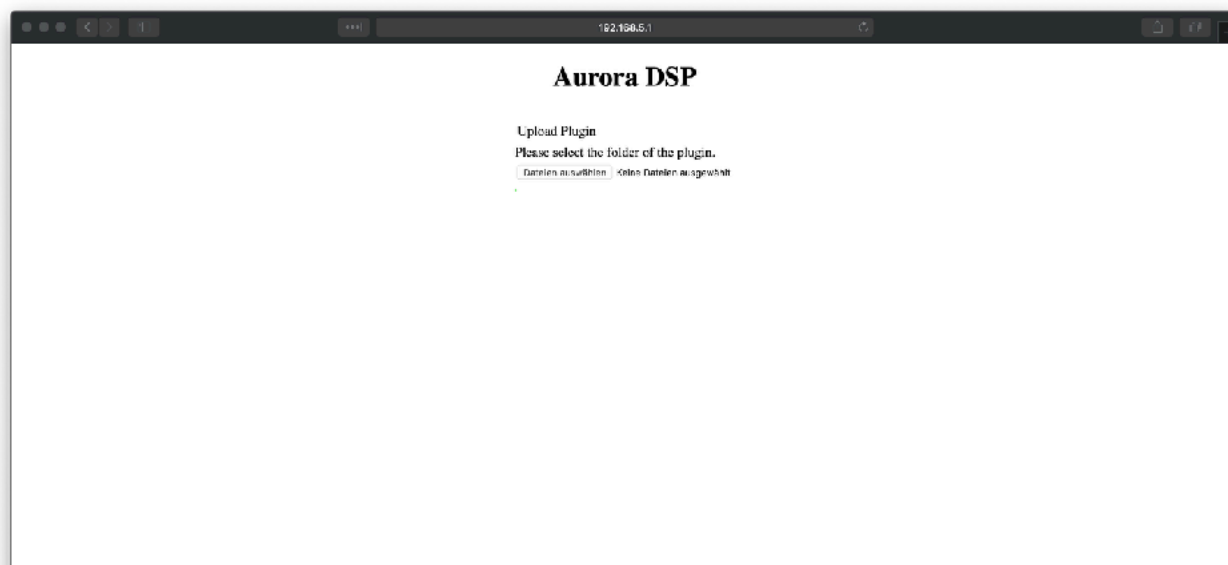 192.168.5.1
Aurora DSP
Upload Plugin
Please select the folder of the plugin.
Dateien auswählen Keine Dateien ausgewählt